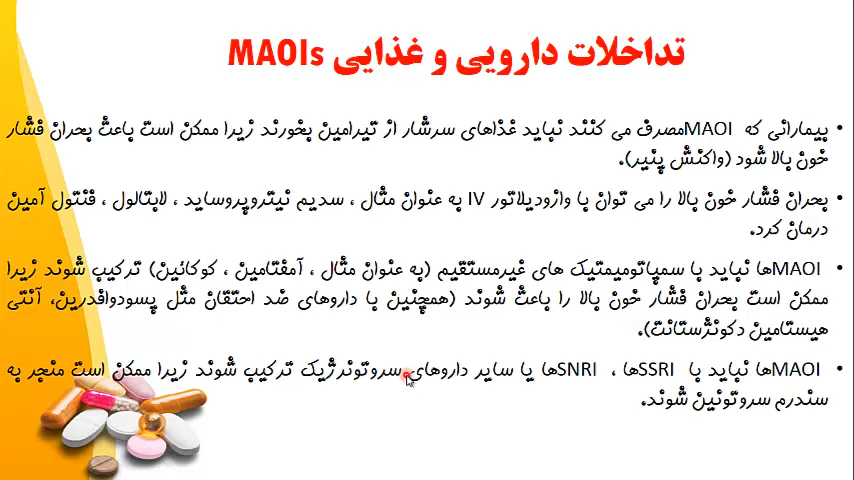 تداخلات دارویی و غذایی MAOIs
• بیمارانی که MAOI مصرف می کنند نباید غذاهای سرشار از تیرامین بخورند زیرا ممکن است باعث بحران فشار
خون بالا شود (واکنش پنیر).
• بحران فشار خون بالا را می توان با وازودیلاتور IV به عنوان مثال ، سدیم نیتروپروساید ، لابتالول ، فنتول آمین
درمان کرد.
• MAOIها نباید با سمپاتومیمتیک های غیرمستقیم (به عنوان مثال ، آمفتامین ، کوکائین) ترکیب شوند زیرا
ممکن است بحران فشار خون بالا را باعث شوند (همچنین با داروهای ضد احتقان مثل پسودوافدرین، آنتی
هیستامین دکونژستانت).
• MAOIها نباید با SSRIها ، SNRIها یا سایر داروهای سروتونرژیک ترکیب شوند زیرا ممکن است منجر به
سندرم سروتونین شوند.